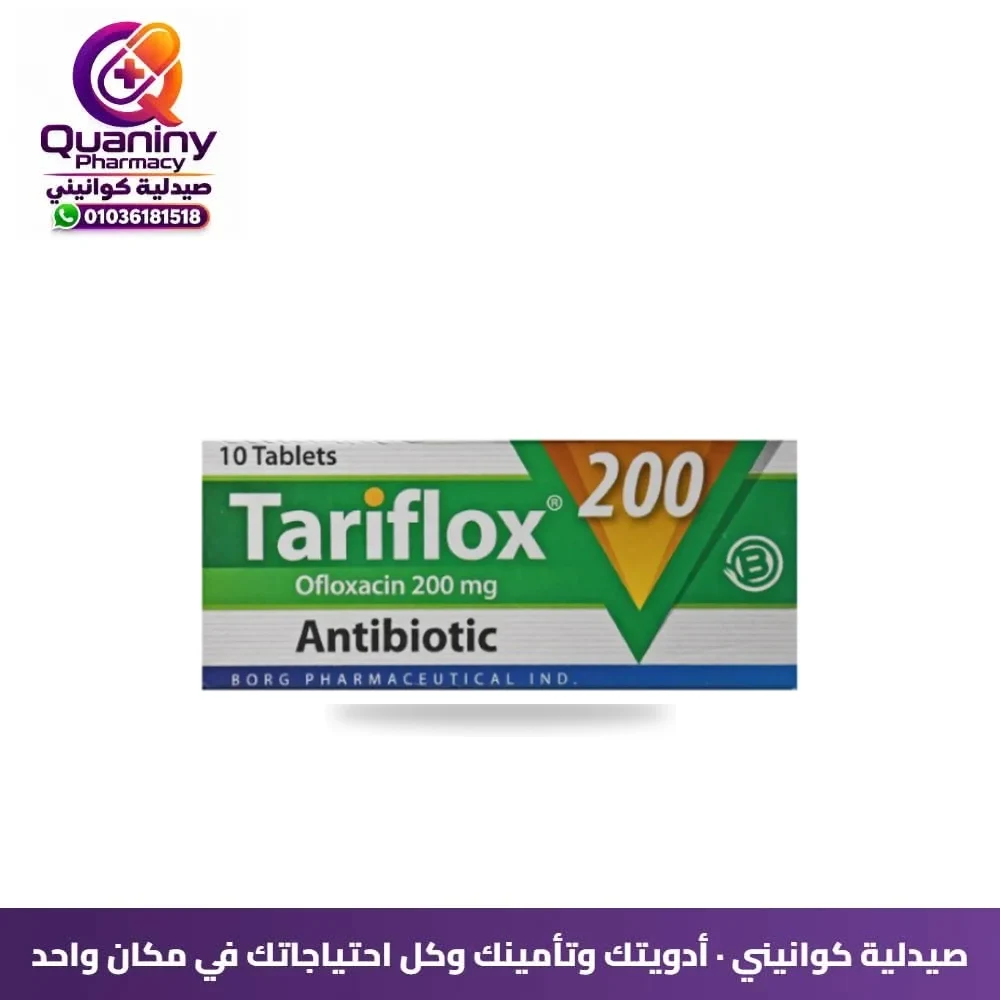 Quaniny
Pharmacy
صيدلية كوانيني
01036181518
10 Tablets
Tariflox® 200
Ofloxacin 200 mg
Antibiotic
BORG PHARMACEUTICAL IND.
صيدلية كوانيني · أدويتك وتأمينك وكل احتياجاتك في مكان واحد